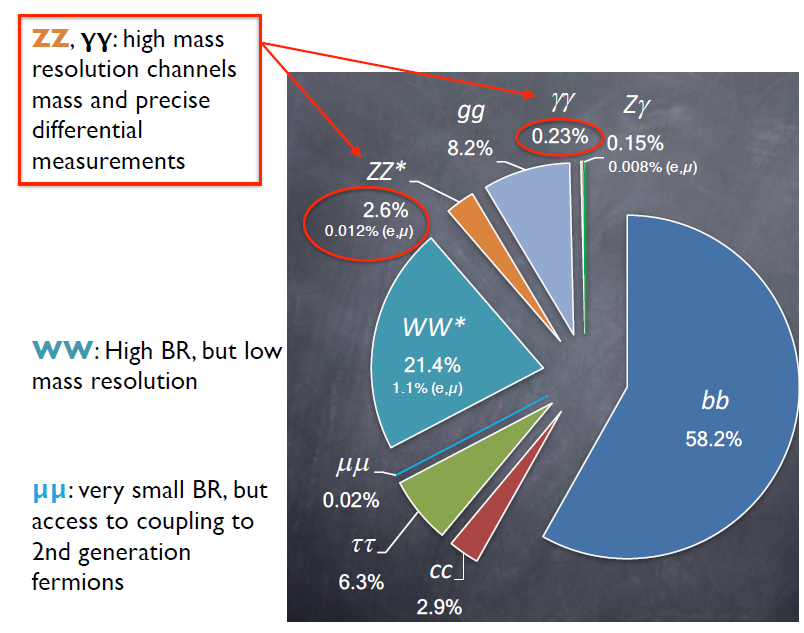 ZZ, γγ: high mass
resolution channels
mass and precise
differential
measurements
WW: High BR, but low
mass resolution
μμ: very small BR, but
access to coupling to
2nd generation
fermions
gg
8.2%
γγ
0.23%
Zγ
0.15%
0.008% (e,μ)
ZZ*
2.6%
0.012% (e,μ)
WW*
21.4%
1.1% (e,μ)
bb
58.2%
μμ
0.02%
ττ
6.3%
cc
2.9%